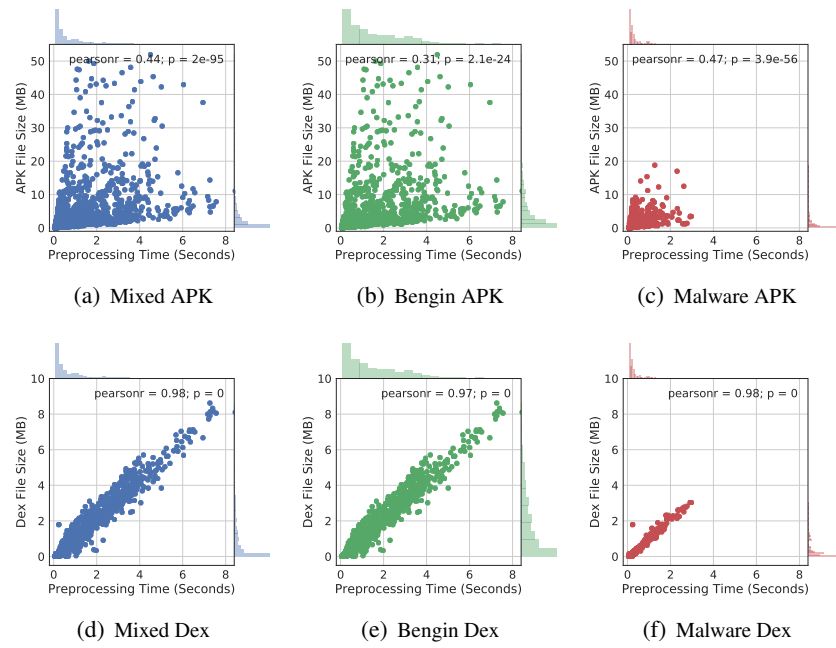 pearsonr = 0.44; p = 2e-95
APK File Size (MB)
50
40
30
20
10
0
0 2 4 6 8
Preprocessing Time (Seconds)
(a) Mixed APK
pearsonr = 0.31; p = 2.1e-24
APK File Size (MB)
50
40
30
20
10
0
0 2 4 6 8
Preprocessing Time (Seconds)
(b) Bengin APK
pearsonr = 0.47; p = 3.9e-56
APK File Size (MB)
50
40
30
20
10
0
0 2 4 6 8
Preprocessing Time (Seconds)
(c) Malware APK
pearsonr = 0.98; p = 0
Dex File Size (MB)
10
8
6
4
2
0
0 2 4 6 8
Preprocessing Time (Seconds)
(d) Mixed Dex
pearsonr = 0.97; p = 0
Dex File Size (MB)
10
8
6
4
2
0
0 2 4 6 8
Preprocessing Time (Seconds)
(e) Bengin Dex
pearsonr = 0.98; p = 0
Dex File Size (MB)
10
8
6
4
2
0
0 2 4 6 8
Preprocessing Time (Seconds)
(f) Malware Dex